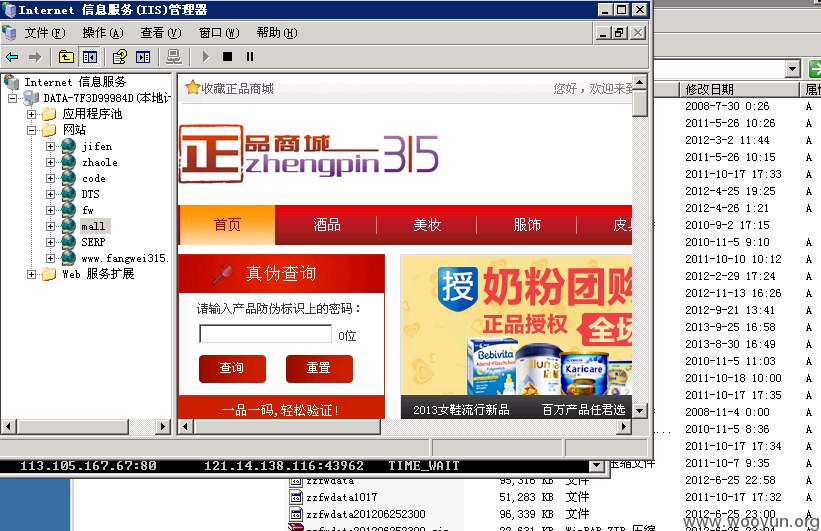 Internet 信息服务(IIS)管理器
文件(F) 操作(A) 查看(V) 窗口(W) 帮助(H)
Internet 信息服务
DATA-7F3D99984D(本地计
应用程序池
网站
jifen
zhaole
code
DTS
fw
mall
SERP
www.fangwei315.
Web 服务扩展
收藏正品商城
您好，欢迎来到
正品商城
zhengpin315
首页 酒品 美妆 服饰 皮具
真伪查询
请输入产品防伪标识上的密码：
0位
查询 重置
一品一码,轻松验证!
授 奶粉团购
正品授权 全场
Bebivita
illuma
Karicare
2013女鞋流行新品 百万产品任君选
修改日期 属性
2008-7-30 0:26 A
2011-5-26 10:26 A
2012-3-2 11:44 A
2011-5-26 10:15 A
2011-10-17 17:33 A
2012-4-25 19:25 A
2012-4-26 1:21 A
2010-9-2 17:15
2010-11-5 9:10 A
2011-10-10 10:12 A
2012-2-29 17:24 A
2012-11-13 16:26 A
2012-9-21 13:41 A
2013-9-25 16:58 A
2013-8-30 16:49 A
2010-11-5 11:03 A
2011-10-18 10:00 A
2011-10-17 17:35 A
2008-11-4 0:00 A
2010-11-5 8:36 A
2011-10-17 17:34 A
压缩文件 2011-10-7 9:35 A
113.105.167.67:80 121.14.138.116:43962 TIME_WAIT
zzfwdata 95,316 KB 文件 2012-6-25 22:58 A
zzfwdata1017 51,283 KB 文件 2011-10-17 17:32 A
zzfwdata201206252300 96,339 KB 文件 2012-6-25 23:00 A
zzfwdata201206252300.zip 22,631 KB WinRAR ZIP 压缩 2012-6-25 23:04 A
www.wooyun.org